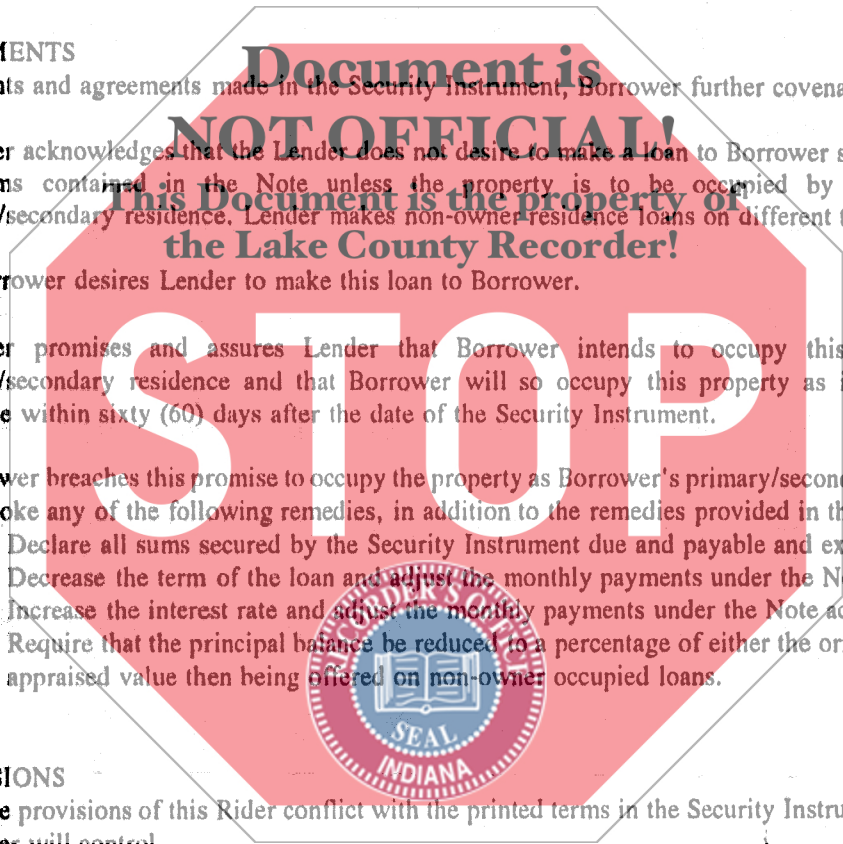 MENTS
nts and agreements made in the Security Instrument, Borrower further covena
er acknowledges that the Lender does not desire to make a loan to Borrower s
ms contained in the Note unless the property is to be occupied by
/secondary residence. Lender makes non-owner residence loans on different t
rrower desires Lender to make this loan to Borrower.
er promises and assures Lender that Borrower intends to occupy this
/secondary residence and that Borrower will so occupy this property as i
e within sixty (60) days after the date of the Security Instrument.
wer breaches this promise to occupy the property as Borrower's primary/second
oke any of the following remedies, in addition to the remedies provided in th
Declare all sums secured by the Security Instrument due and payable and ex
Decrease the term of the loan and adjust the monthly payments under the N
Increase the interest rate and adjust the monthly payments under the Note ac
Require that the principal balance be reduced to a percentage of either the or
appraised value then being offered on non-owner occupied loans.
SIONS
e provisions of this Rider conflict with the printed terms in the Security Instru
er will control
Document is
NOT OFFICIAL!
This Document is the property of
the Lake County Recorder!
STOP
RECORDER'S OFFICE
SEAL
INDIANA